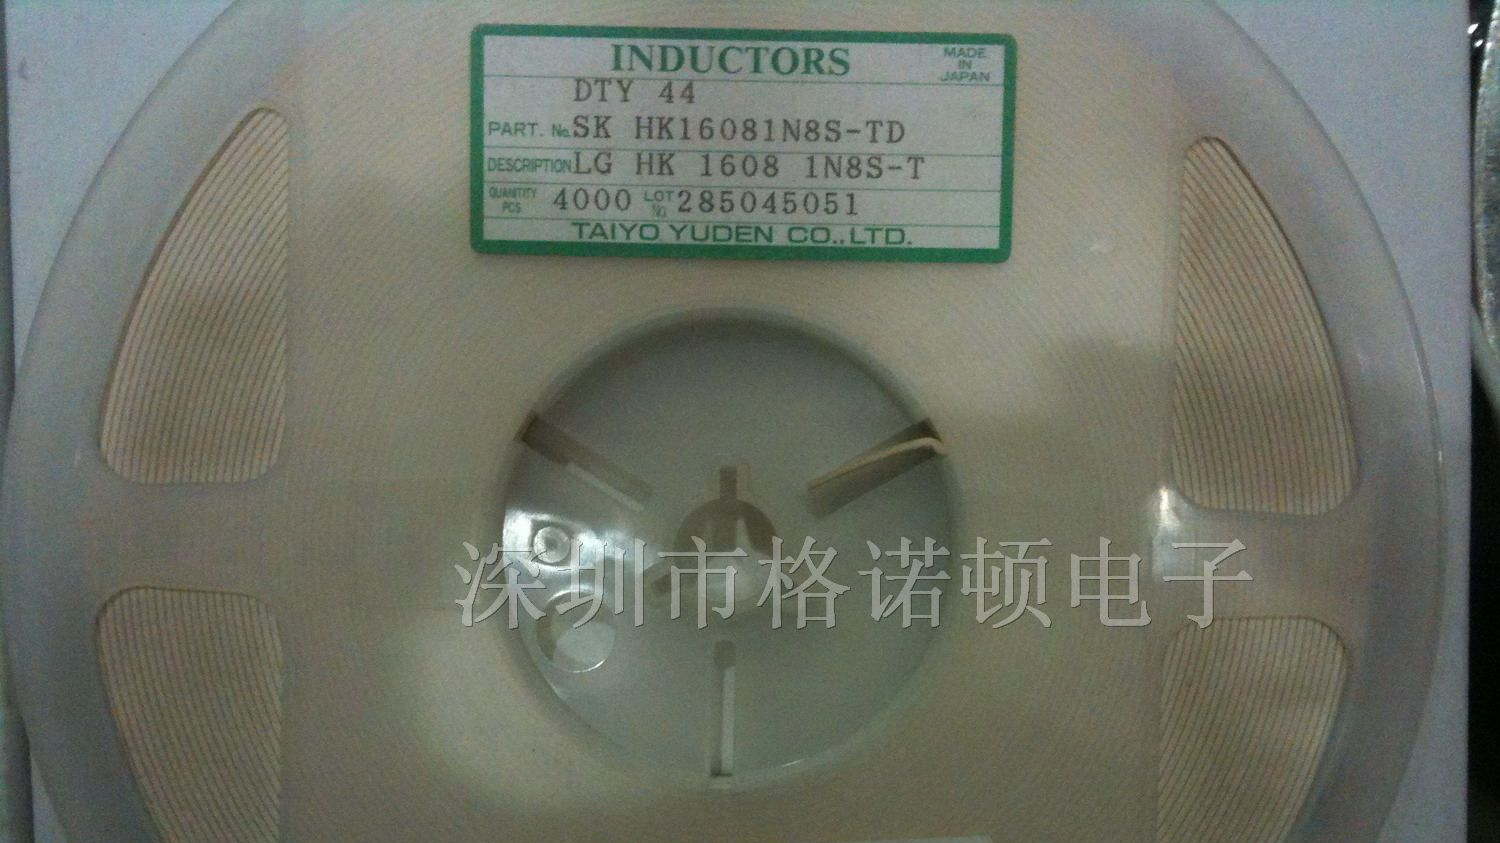 INDUCTORS
MADE
IN
JAPAN
DTY 44
PART. No. SK HK16081N8S-TD
DESCRIPTION LG HK 1608 1N8S-T
QUANTITY PCS 4000 LOT NO. 285045051
TAIYO YUDEN CO.,LTD.
深圳市格诺顿电子